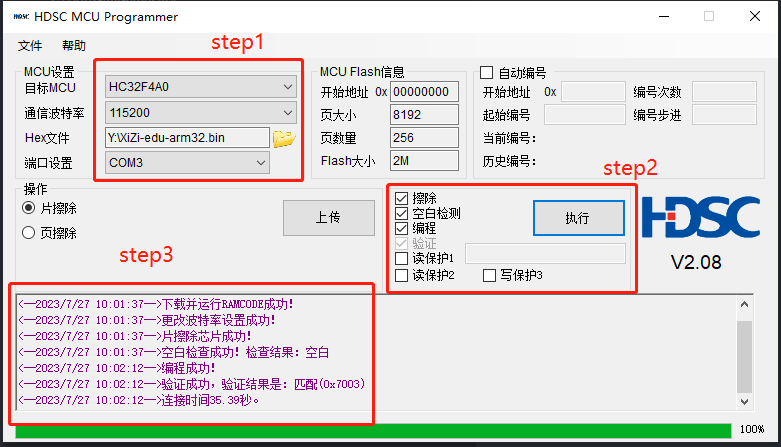 HDSC HDSC MCU Programmer
文件 帮助
step1
MCU设置
目标MCU HC32F4A0
通信波特率 115200
Hex文件 Y:\XiZi-edu-arm32.bin
端口设置 COM3
MCU Flash信息
开始地址 0x 00000000
页大小 8192
页数量 256
Flash大小 2M
自动编号
开始地址 0x 编号次数
起始编号 编号步进
当前编号:
历史编号:
操作
片擦除
页擦除
上传
step2
擦除
空白检测
编程
验证
读保护1
读保护2 写保护3
执行
HDSC
V2.08
step3
<—2023/7/27 10:01:37—>下载并运行RAMCODE成功!
<—2023/7/27 10:01:37—>更改波特率设置成功!
<—2023/7/27 10:01:37—>片擦除芯片成功!
<—2023/7/27 10:01:37—>空白检查成功! 检查结果: 空白
<—2023/7/27 10:02:12—>编程成功!
<—2023/7/27 10:02:12—>验证成功, 验证结果是: 匹配(0x7003)
<—2023/7/27 10:02:12—>连接时间35.39秒。
100%